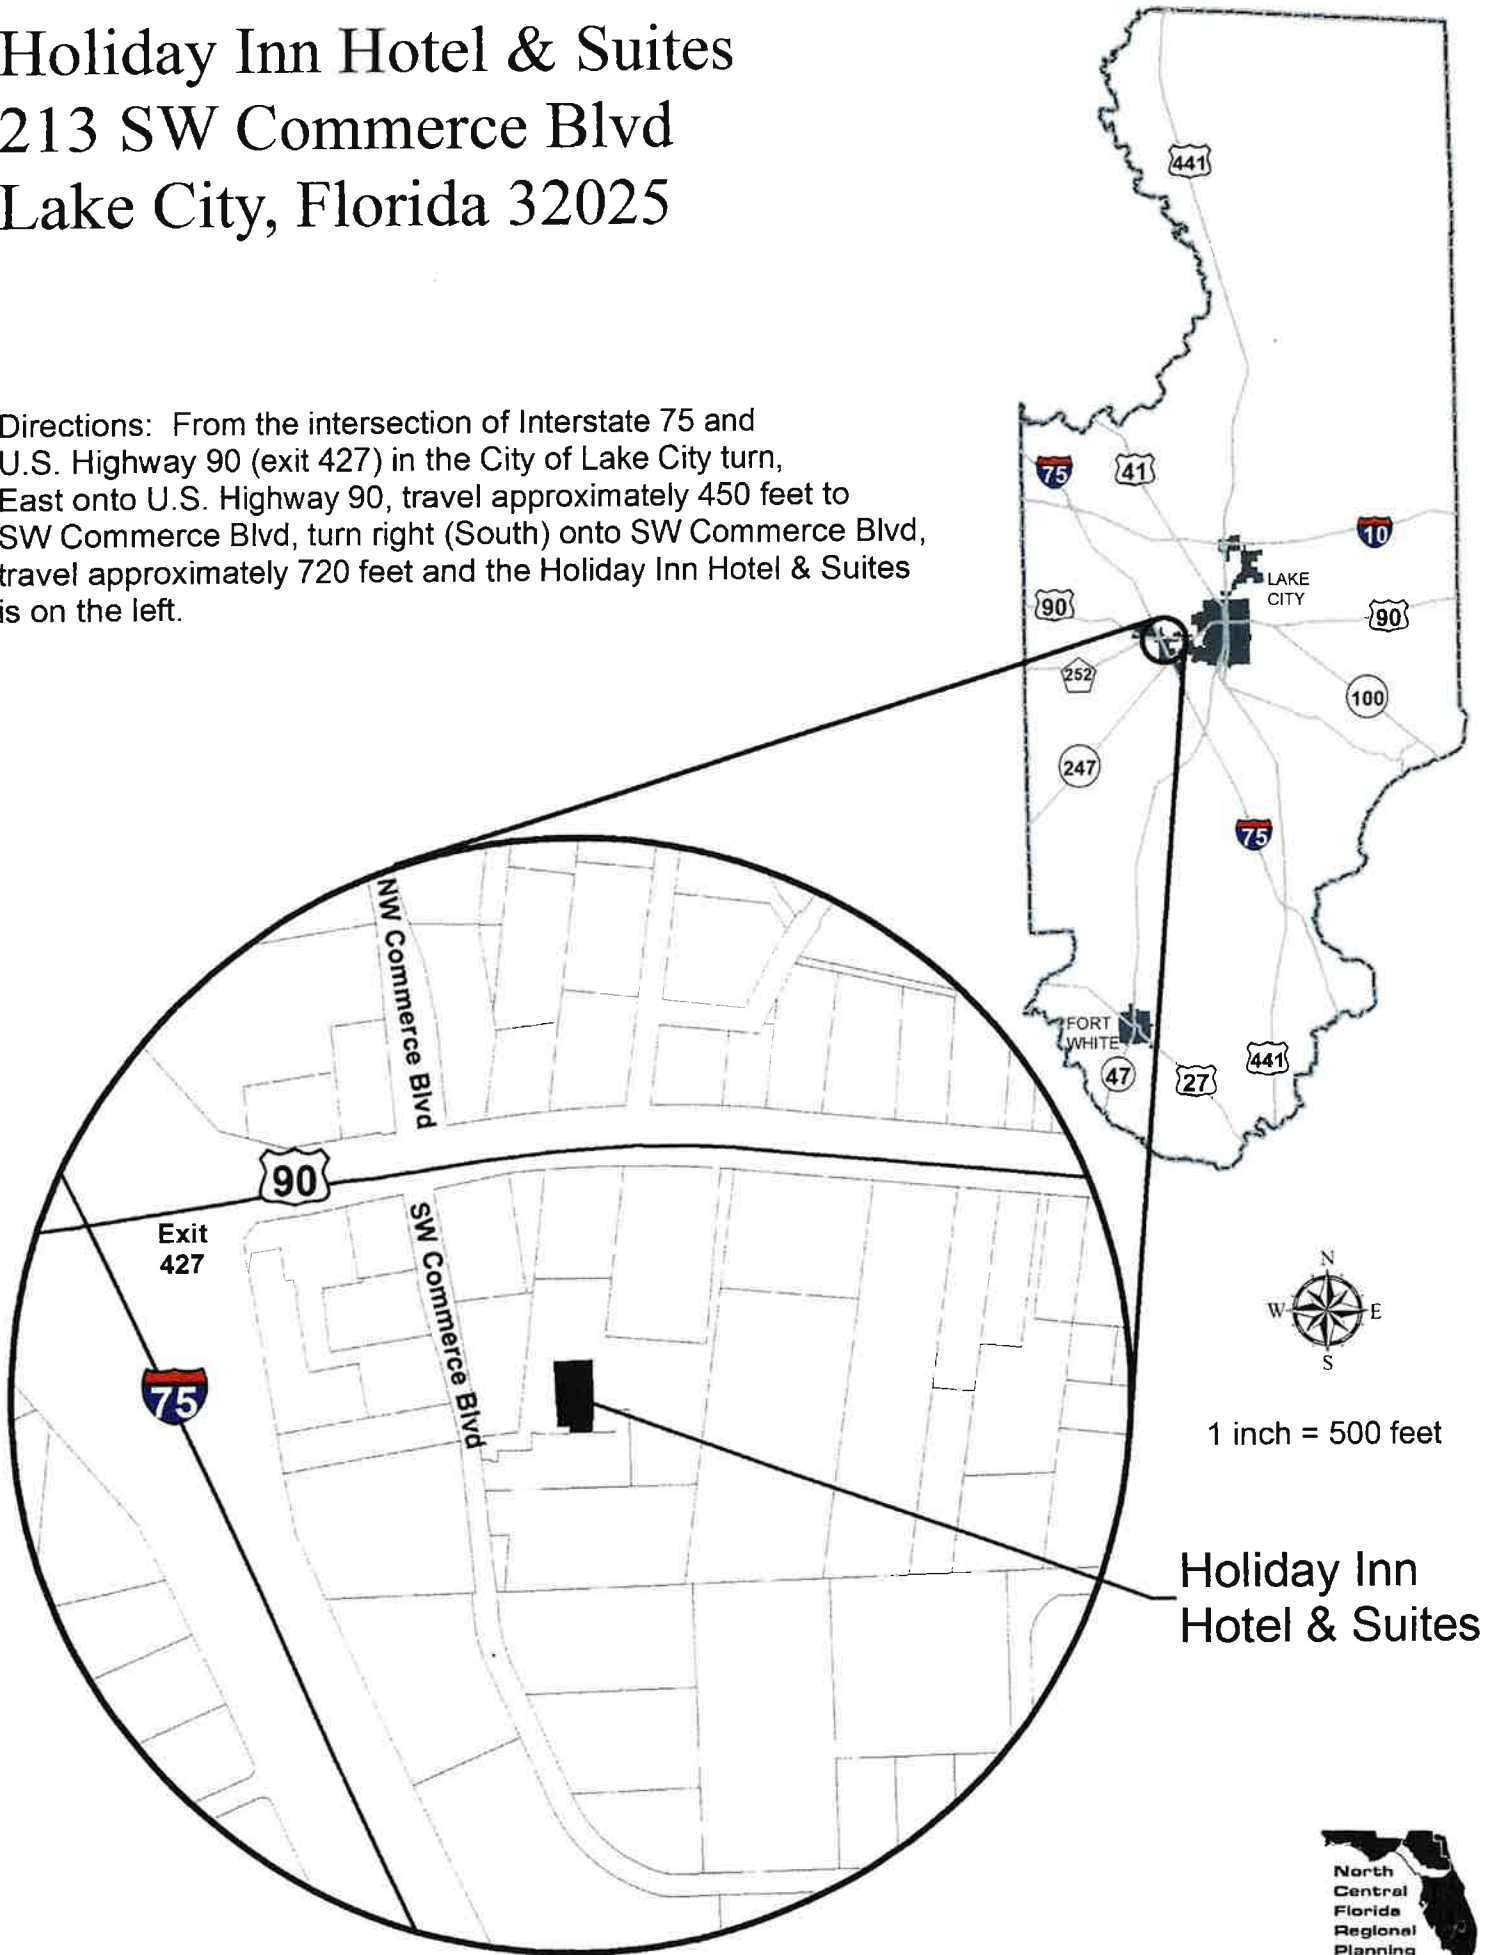 Holiday Inn Hotel & Suites
213 SW Commerce Blvd
Lake City, Florida 32025
Directions: From the intersection of Interstate 75 and
U.S. Highway 90 (exit 427) in the City of Lake City turn,
East onto U.S. Highway 90, travel approximately 450 feet to
SW Commerce Blvd, turn right (South) onto SW Commerce Blvd,
travel approximately 720 feet and the Holiday Inn Hotel & Suites
is on the left.
441
75
41
10
LAKE
CITY
90
90
252
100
247
75
FORT
WHITE
47
27
441
NW Commerce Blvd
90
Exit
427
SW Commerce Blvd
75
N
W
E
S
1 inch = 500 feet
Holiday Inn
Hotel & Suites
North
Central
Florida
Regional
Planning